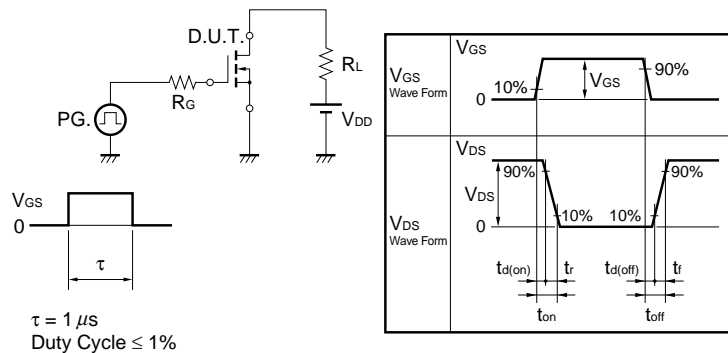 D.U.T.
RL
RG
PG.
VDD
VGS
0
τ
τ = 1 μs
Duty Cycle ≤ 1%
VGS
Wave Form
VGS
10%
90%
VGS
0
VDS
Wave Form
VDS
90%
90%
VDS
10%
10%
0
td(on)
tr
td(off)
tf
ton
toff